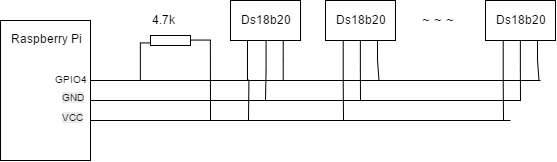 4.7k
Ds18b20
Ds18b20
~ ~ ~
Ds18b20
Raspberry Pi
GPIO4
GND
VCC